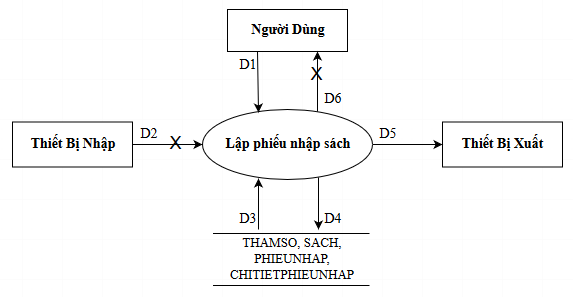 Người Dùng
D1
X
D6
Thiết Bị Nhập
D2
X
Lập phiếu nhập sách
D5
Thiết Bị Xuất
D3
D4
THAMSO, SACH,
PHIEUNHAP,
CHITIETPHIEUNHAP